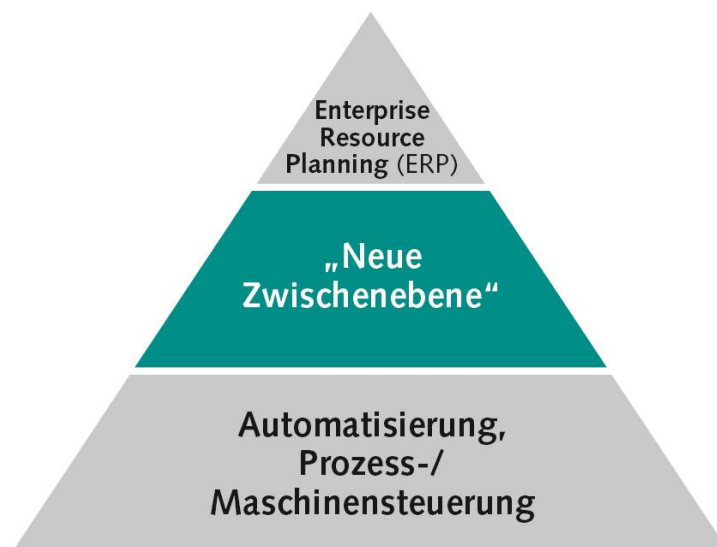 Enterprise
Resource
Planning (ERP)
„Neue
Zwischenebene“
Automatisierung,
Prozess-/
Maschinensteuerung